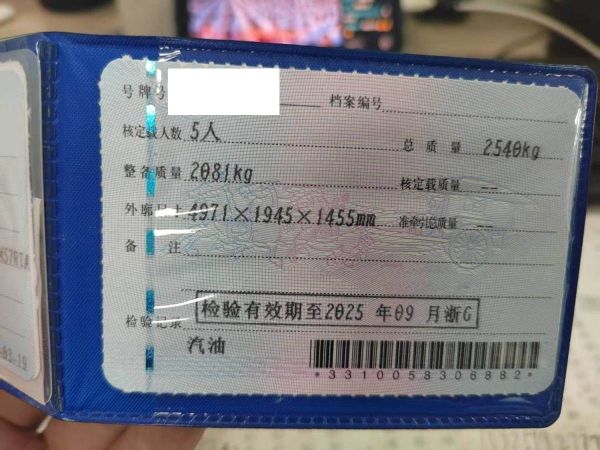 号牌号
档案编号
核定载人数 5人
总质量 2540kg
整备质量 2081kg
核定载质量 --
外廓尺寸 4971×1945×1455mm
准牵引总质量 --
备注
检验记录 检验有效期至2025年09月浙G
汽油
*3310058306882*